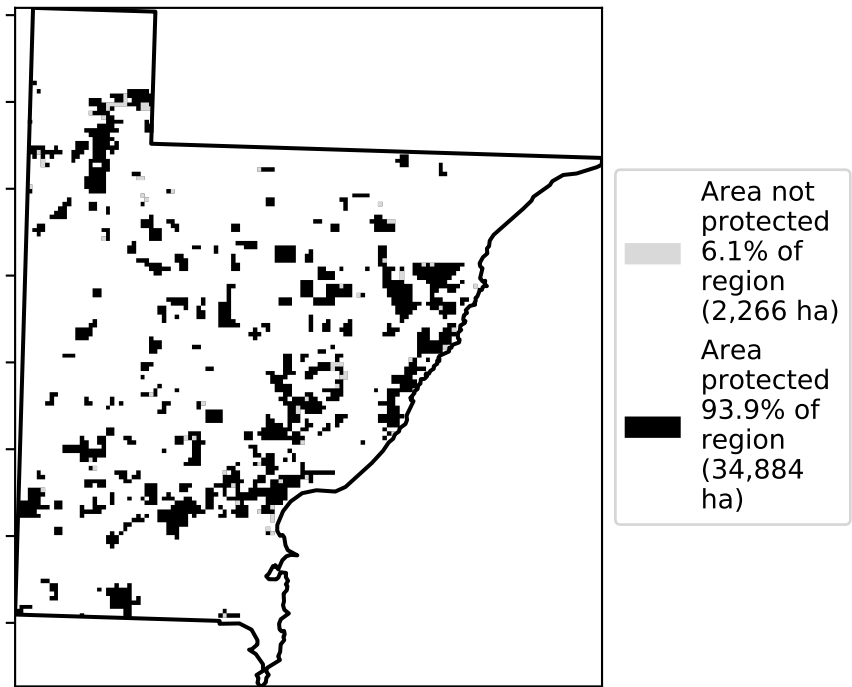 Area not
protected
6.1% of
region
(2,266 ha)
Area
protected
93.9% of
region
(34,884
ha)